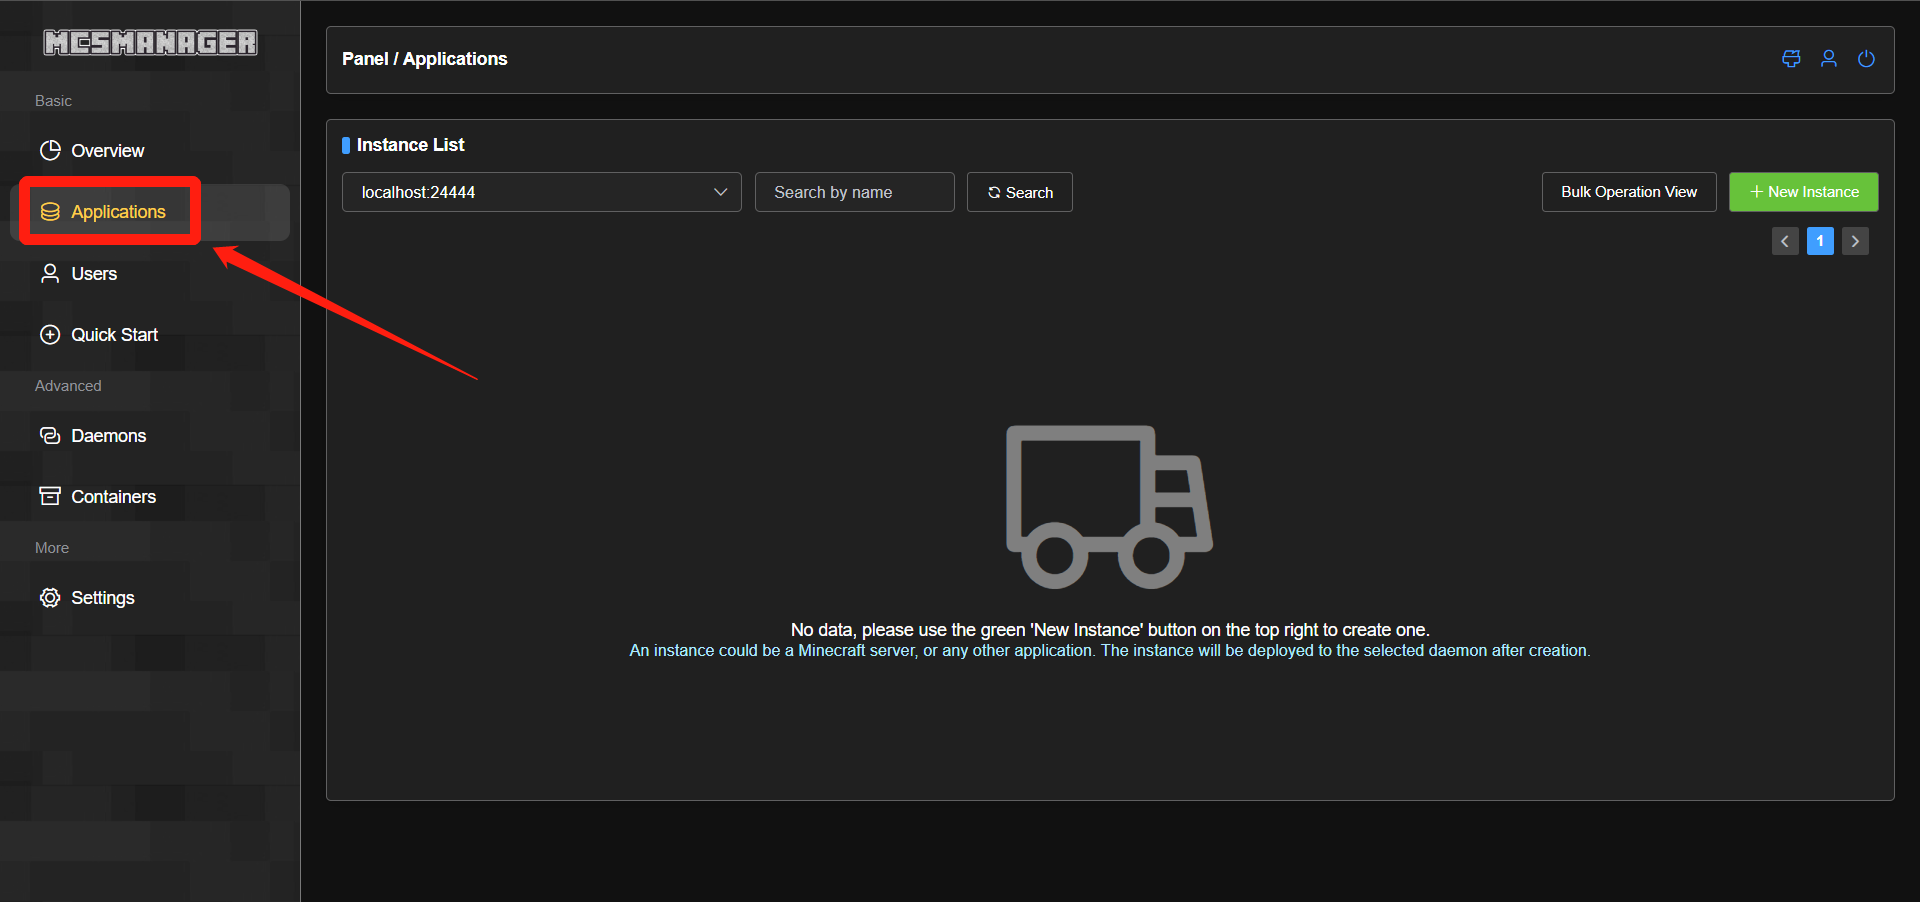 MCSMANAGER
Basic
Overview
Applications
Users
Quick Start
Advanced
Daemons
Containers
More
Settings
Panel / Applications
Instance List
localhost:24444
Search by name
Search
Bulk Operation View
+ New Instance
< 1 >
No data, please use the green 'New Instance' button on the top right to create one.
An instance could be a Minecraft server, or any other application. The instance will be deployed to the selected daemon after creation.